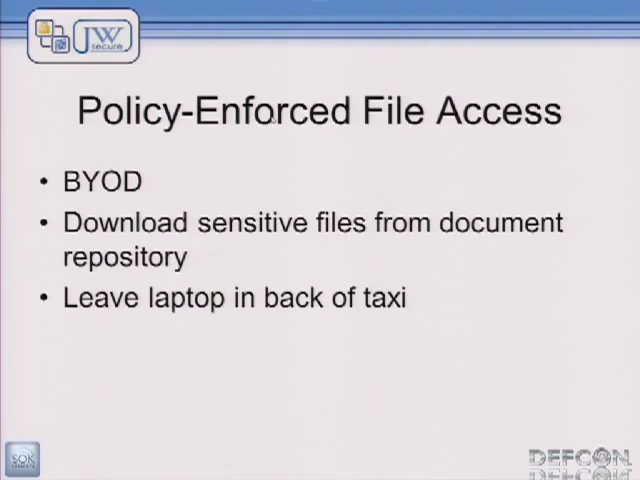 JW
secure
Policy-Enforced File Access
• BYOD
• Download sensitive files from document
repository
• Leave laptop in back of taxi
SOK
DEFCON